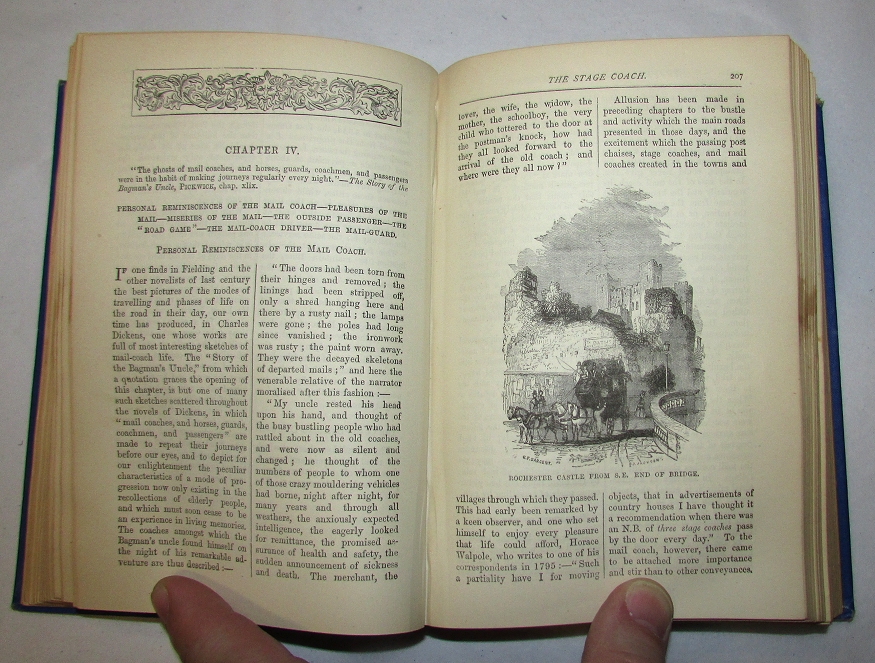 CHAPTER IV.
"The ghosts of mail coaches, and horses, guards, coachmen, and passengers
were in the habit of making journeys regularly every night."—The Story of the
Bagman's Uncle, PICKWICK, chap. xlix.
PERSONAL REMINISCENCES OF THE MAIL COACH—PLEASURES OF THE
MAIL—MISERIES OF THE MAIL—THE OUTSIDE PASSENGER—THE
"ROAD GAME"—THE MAIL-COACH DRIVER—THE MAIL-GUARD.
PERSONAL REMINISCENCES OF THE MAIL COACH.
IF one finds in Fielding and the
other novelists of last century
the best pictures of the modes of
travelling and phases of life on
the road in their day, our own
time has produced, in Charles
Dickens, one whose works are
full of most interesting sketches of
mail-coach life. The "Story of
the Bagman's Uncle," from which
a quotation graces the opening of
this chapter, is but one of many
such sketches scattered throughout
the novels of Dickens, in which
"mail coaches, and horses, guards,
coachmen, and passengers" are
made to repeat their journeys
before our eyes, and to depict for
our enlightenment the peculiar
characteristics of a mode of pro-
gression now only existing in the
recollections of elderly people,
and which must soon cease to be
an experience in living memories.
The coaches amongst which the
Bagman's uncle found himself on
the night of his remarkable ad-
venture are thus described :—
"The doors had been torn from
their hinges and removed ; the
linings had been stripped off,
only a shred hanging here and
there by a rusty nail ; the lamps
were gone ; the poles had long
since vanished ; the ironwork
was rusty ; the paint worn away.
They were the decayed skeletons
of departed mails ;" and here the
venerable relative of the narrator
moralised after this fashion :—
"My uncle rested his head
upon his hand, and thought of
the busy bustling people who had
rattled about in the old coaches,
and were now as silent and
changed ; he thought of the
numbers of people to whom one
of those crazy mouldering vehicles
had borne, night after night, for
many years and through all
weathers, the anxiously expected
intelligence, the eagerly looked
for remittance, the promised as-
surance of health and safety, the
sudden announcement of sickness
and death. The merchant, the
THE STAGE COACH. 207
lover, the wife, the widow, the
mother, the schoolboy, the very
child who tottered to the door at
the postman's knock, how had
they all looked forward to the
arrival of the old coach ; and
where were they all now ?"
Allusion has been made in
preceding chapters to the bustle
and activity which the main roads
presented in those days, and the
excitement which the passing post
chaises, stage coaches, and mail
coaches created in the towns and
ROCHESTER CASTLE FROM S.E. END OF BRIDGE.
villages through which they passed.
This had early been remarked by
a keen observer, and one who set
himself to enjoy every pleasure
that life could afford, Horace
Walpole, who writes to one of his
correspondents in 1795 :—"Such
a partiality have I for moving
objects, that in advertisements of
country houses I have thought it
a recommendation when there was
an N.B. of three stage coaches pass
by the door every day." To the
mail coach, however, there came
to be attached more importance
and stir than to other conveyances,